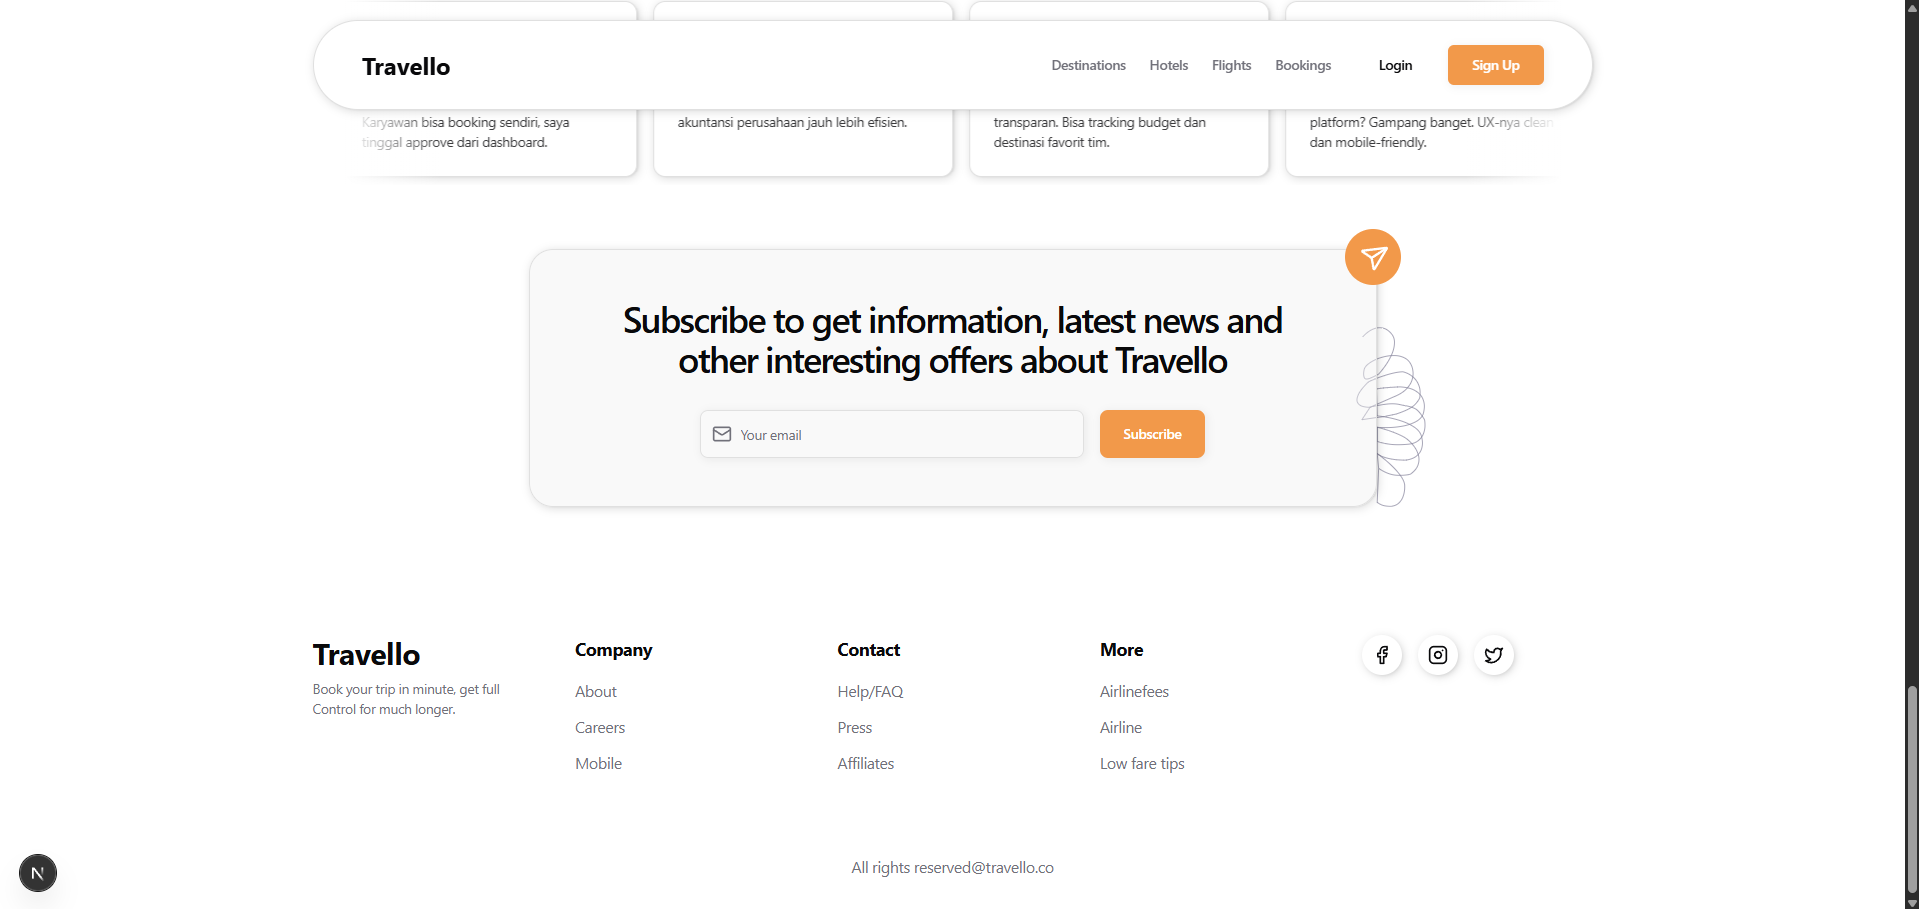 Travello
Destinations Hotels Flights Bookings Login Sign Up
Karyawan bisa booking sendiri, saya
tinggal approve dari dashboard.
akuntansi perusahaan jauh lebih efisien.
transparan. Bisa tracking budget dan
destinasi favorit tim.
platform? Gampang banget. UX-nya clean
dan mobile-friendly.
Subscribe to get information, latest news and
other interesting offers about Travello
Your email
Subscribe
Travello
Book your trip in minute, get full
Control for much longer.
Company
About
Careers
Mobile
Contact
Help/FAQ
Press
Affiliates
More
Airlinefees
Airline
Low fare tips
N
All rights reserved@travello.co